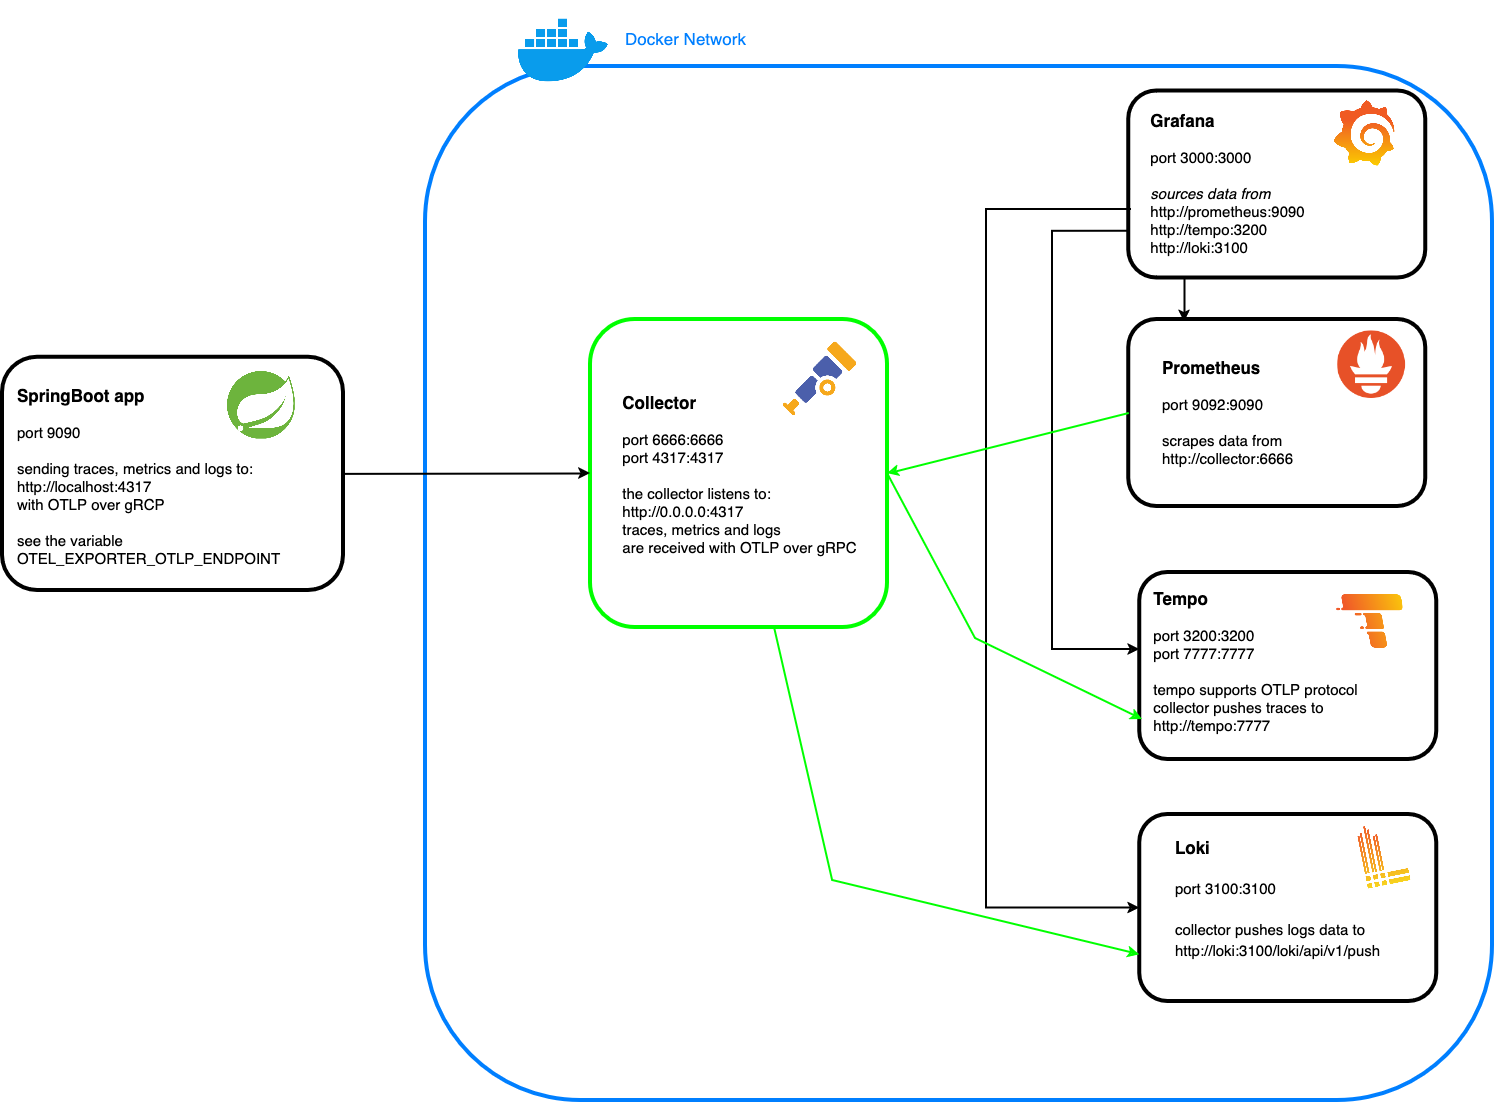 Docker Network
Grafana
port 3000:3000
sources data from
http://prometheus:9090
http://tempo:3200
http://loki:3100
SpringBoot app
port 9090
sending traces, metrics and logs to:
http://localhost:4317
with OTLP over gRCP
see the variable
OTEL_EXPORTER_OTLP_ENDPOINT
Collector
port 6666:6666
port 4317:4317
the collector listens to:
http://0.0.0.0:4317
traces, metrics and logs
are received with OTLP over gRPC
Prometheus
port 9092:9090
scrapes data from
http://collector:6666
Tempo
port 3200:3200
port 7777:7777
tempo supports OTLP protocol
collector pushes traces to
http://tempo:7777
Loki
port 3100:3100
collector pushes logs data to
http://loki:3100/loki/api/v1/push